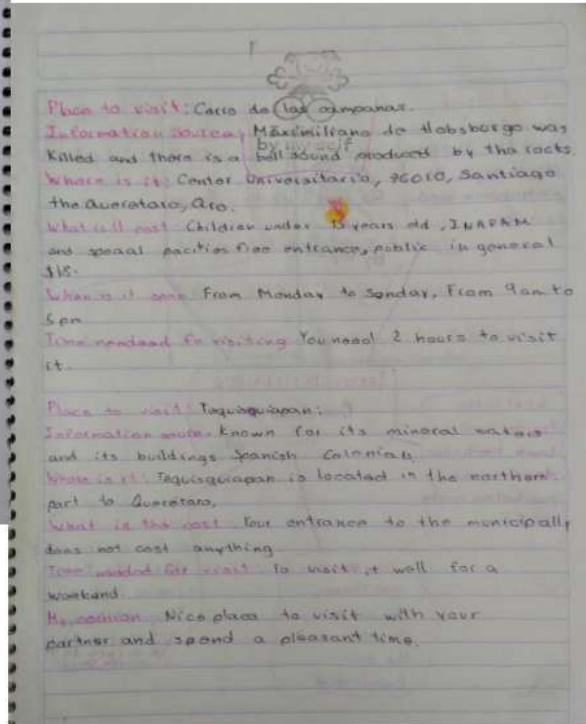 Place to visit: Cerro de las campanas.
Information source: Maximiliano de Habsburgo was
by myself
killed and there is a bell sound produced by the rocks.
Where is it: Center Universitario, 76010, Santiago
the Queretaro, Qro.
What is it cost: Children under 13 years old, INAPAM
and special free entrance, public in general
$15.
When is it open From Monday to Sonday, From 9am to
6pm
Time needed for visiting You need 2 hours to visit
it.
Place to visit: Tequisquiapan:
Information source. Known for its mineral waters
and its buildings Spanish Colonials
Where is it: Tequisquiapan is located in the northern
part to Queretaro,
What is the cost Your entrance to the municipally
does not cost anything
Time needed for visit To visit it well for a
weekend.
My opinion Nice place to visit with your
partner and spend a pleasant time.